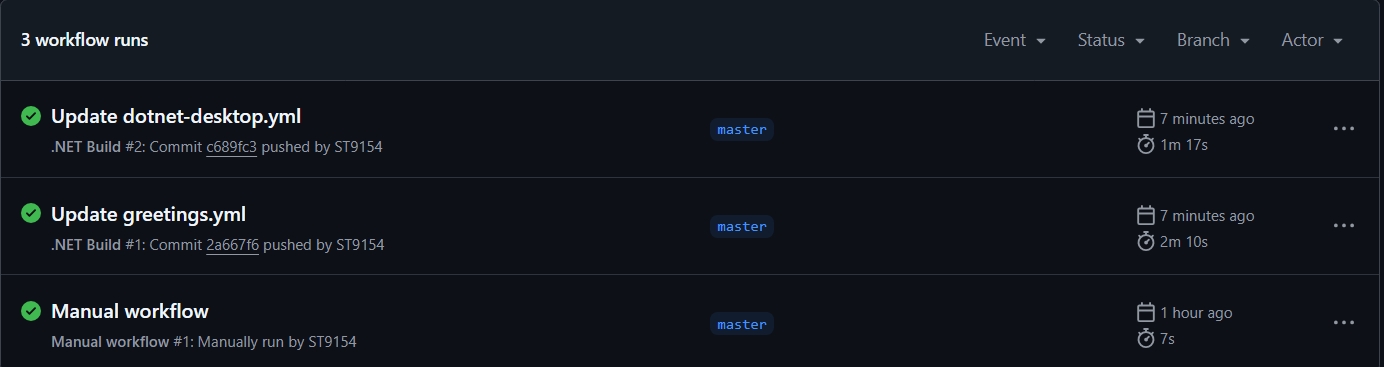 3 workflow runs
Event Status Branch Actor
Update dotnet-desktop.yml
.NET Build #2: Commit c689fc3 pushed by ST9154
master
7 minutes ago
1m 17s
Update greetings.yml
.NET Build #1: Commit 2a667f6 pushed by ST9154
master
7 minutes ago
2m 10s
Manual workflow
Manual workflow #1: Manually run by ST9154
master
1 hour ago
7s